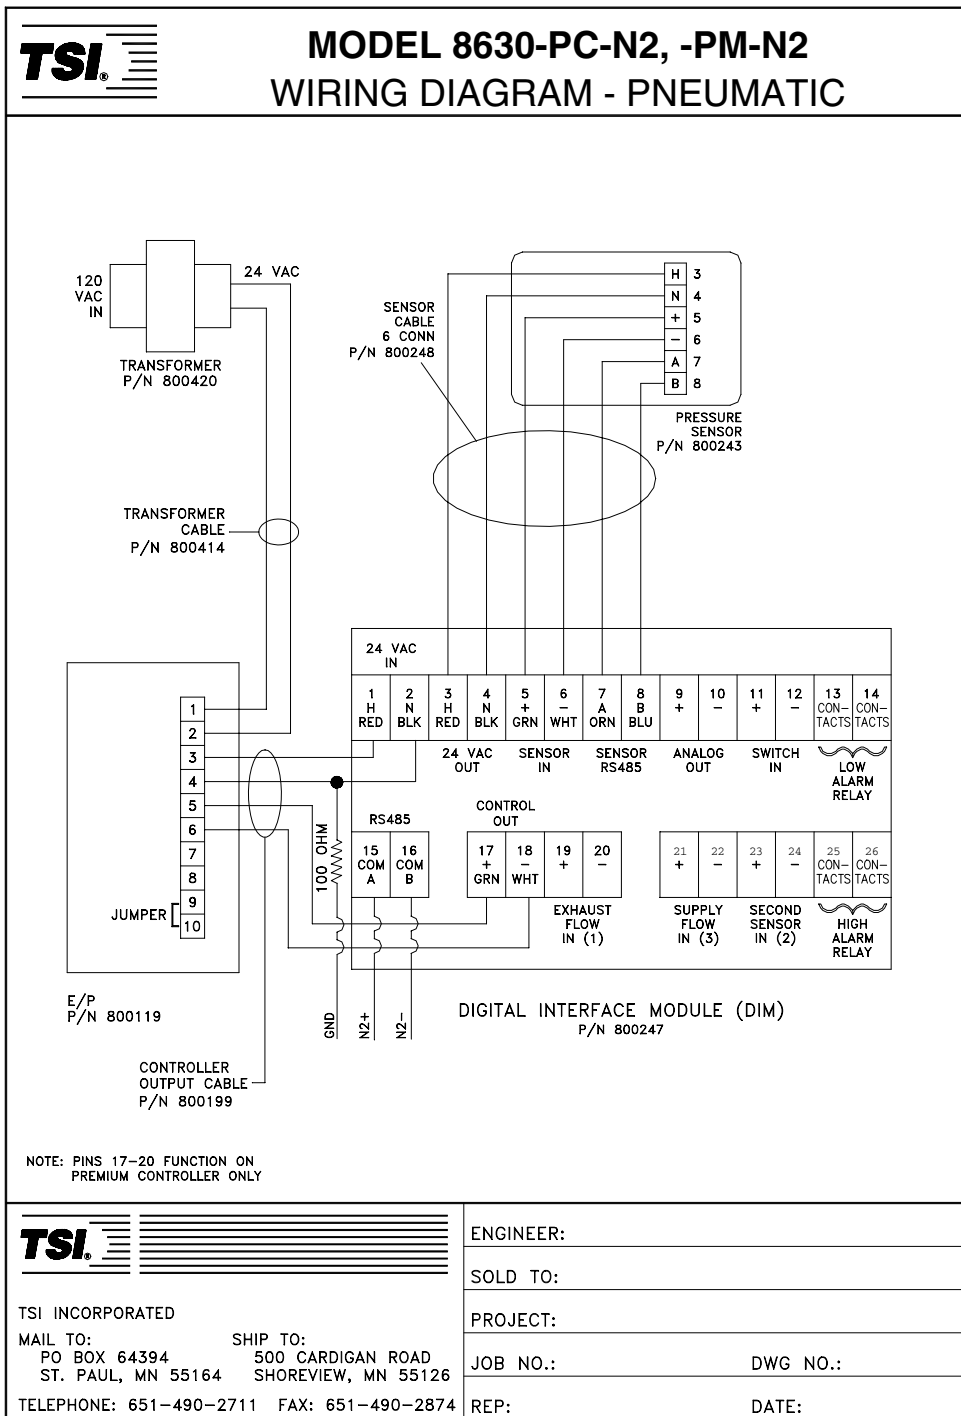 TSI®
MODEL 8630-PC-N2, -PM-N2
WIRING DIAGRAM - PNEUMATIC
120
VAC
IN
24 VAC
TRANSFORMER
P/N 800420
SENSOR
CABLE
6 CONN
P/N 800248
H 3
N 4
+ 5
− 6
A 7
B 8
PRESSURE
SENSOR
P/N 800243
TRANSFORMER
CABLE
P/N 800414
24 VAC
IN
1 2 3 4 5 6 7 8 9 10 11 12 13 14
H N H N + − A B + − + − CON- CON-
RED BLK RED BLK GRN WHT ORN BLU TACTS TACTS
24 VAC
OUT
SENSOR
IN
SENSOR
RS485
ANALOG
OUT
SWITCH
IN
LOW
ALARM
RELAY
1
2
3
4
5
6
7
8
9
10
JUMPER
100 OHM
RS485
CONTROL
OUT
15 16 17 18 19 20 21 22 23 24 25 26
COM COM + − + − + − + − CON- CON-
A B GRN WHT TACTS TACTS
EXHAUST
FLOW
IN (1)
SUPPLY
FLOW
IN (3)
SECOND
SENSOR
IN (2)
HIGH
ALARM
RELAY
GND
N2+
N2−
E/P
P/N 800119
DIGITAL INTERFACE MODULE (DIM)
P/N 800247
CONTROLLER
OUTPUT CABLE
P/N 800199
NOTE: PINS 17−20 FUNCTION ON
PREMIUM CONTROLLER ONLY
TSI®
TSI INCORPORATED
MAIL TO:
PO BOX 64394
ST. PAUL, MN 55164
SHIP TO:
500 CARDIGAN ROAD
SHOREVIEW, MN 55126
TELEPHONE: 651−490−2711 FAX: 651−490−2874
ENGINEER:
SOLD TO:
PROJECT:
JOB NO.: DWG NO.:
REP: DATE: